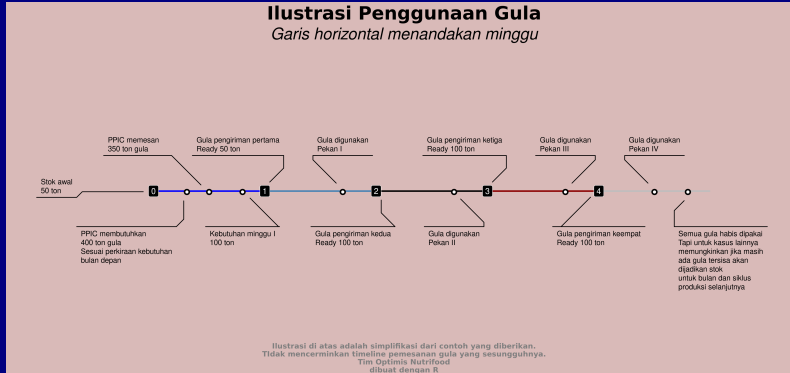 Ilustrasi Penggunaan Gula
Garis horizontal menandakan minggu
PPIC memesan
350 ton gula
Gula pengiriman pertama
Ready 50 ton
Gula digunakan
Pekan I
Gula pengiriman ketiga
Ready 100 ton
Gula digunakan
Pekan III
Gula digunakan
Pekan IV
Stok awal
50 ton
0
1
2
3
4
PPIC membutuhkan
400 ton gula
Sesuai perkiraan kebutuhan
bulan depan
Kebutuhan minggu I
100 ton
Gula pengiriman kedua
Ready 100 ton
Gula digunakan
Pekan II
Gula pengiriman keempat
Ready 100 ton
Semua gula habis dipakai
Tapi untuk kasus lainnya
memungkinkan jika masih
ada gula tersisa akan
dijadikan stok
untuk bulan dan siklus
produksi selanjutnya
Ilustrasi di atas adalah simplifikasi dari contoh yang diberikan.
TIdak mencerminkan timeline pemesanan gula yang sesungguhnya.
Tim Optimis Nutrifood
dibuat dengan R